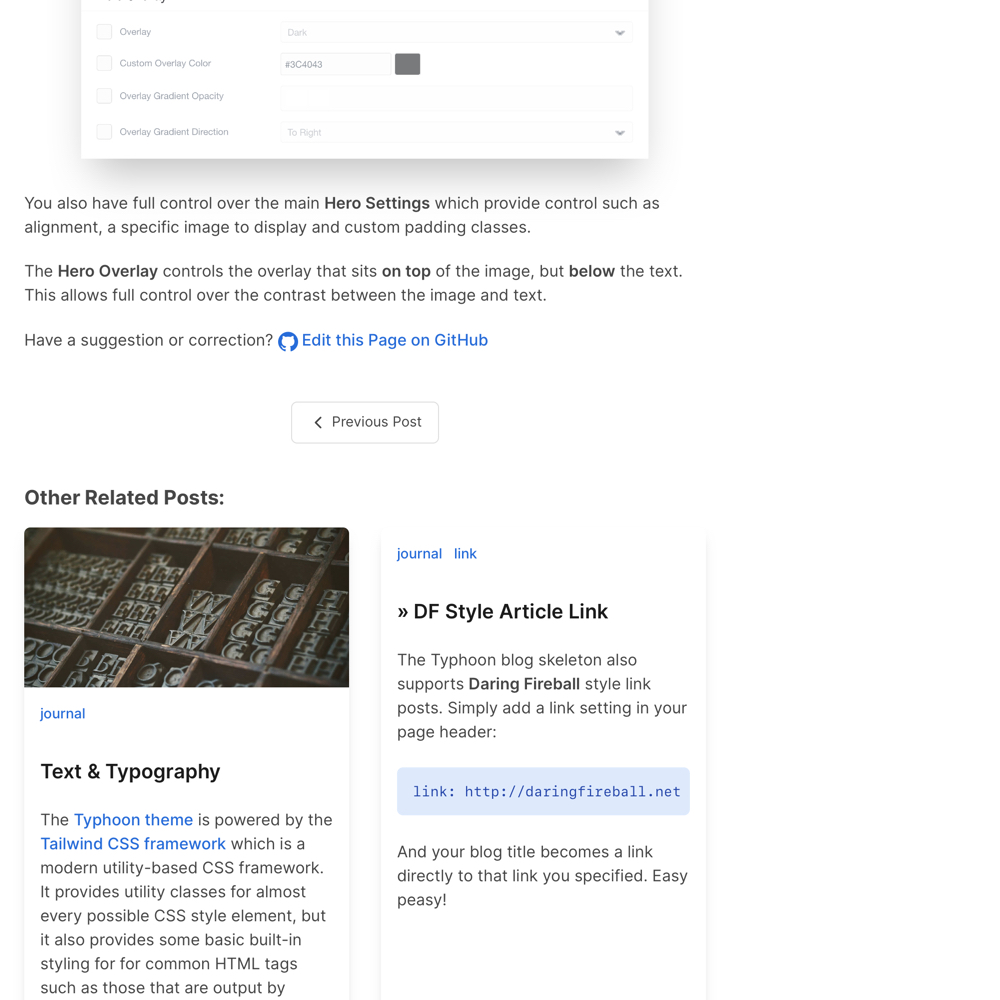 Overlay
Dark
Custom Overlay Color
#3C4043
Overlay Gradient Opacity
Overlay Gradient Direction
To Right
You also have full control over the main Hero Settings which provide control such as
alignment, a specific image to display and custom padding classes.
The Hero Overlay controls the overlay that sits on top of the image, but below the text.
This allows full control over the contrast between the image and text.
Have a suggestion or correction? Edit this Page on GitHub
Previous Post
Other Related Posts:
journal
Text & Typography
The Typhoon theme is powered by the
Tailwind CSS framework which is a
modern utility-based CSS framework.
It provides utility classes for almost
every possible CSS style element, but
it also provides some basic built-in
styling for for common HTML tags
such as those that are output by
journal link
» DF Style Article Link
The Typhoon blog skeleton also
supports Daring Fireball style link
posts. Simply add a link setting in your
page header:
link: http://daringfireball.net
And your blog title becomes a link
directly to that link you specified. Easy
peasy!